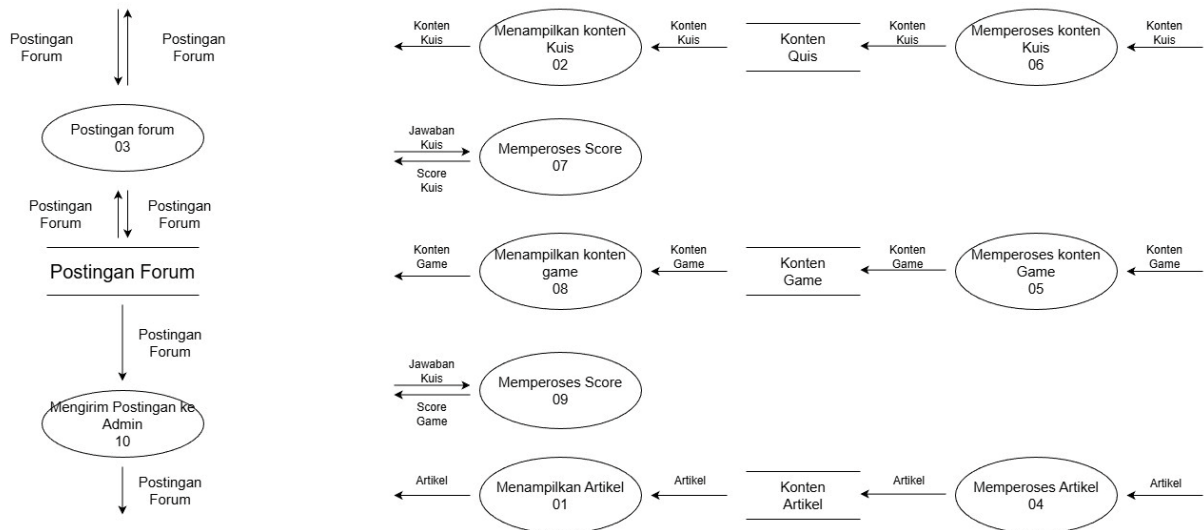 Postingan
Forum
Postingan
Forum
Postingan forum
03
Postingan
Forum
Postingan
Forum
Postingan Forum
Postingan
Forum
Mengirim Postingan ke
Admin
10
Postingan
Forum
Konten
Kuis
Menampilkan konten
Kuis
02
Konten
Kuis
Konten
Quis
Konten
Kuis
Memperoses konten
Kuis
06
Konten
Kuis
Jawaban
Kuis
Score
Kuis
Memperoses Score
07
Konten
Game
Menampilkan konten
game
08
Konten
Game
Konten
Game
Konten
Game
Memperoses konten
Game
05
Konten
Game
Jawaban
Kuis
Score
Game
Memperoses Score
09
Artikel
Menampilkan Artikel
01
Artikel
Konten
Artikel
Artikel
Memperoses Artikel
04
Artikel